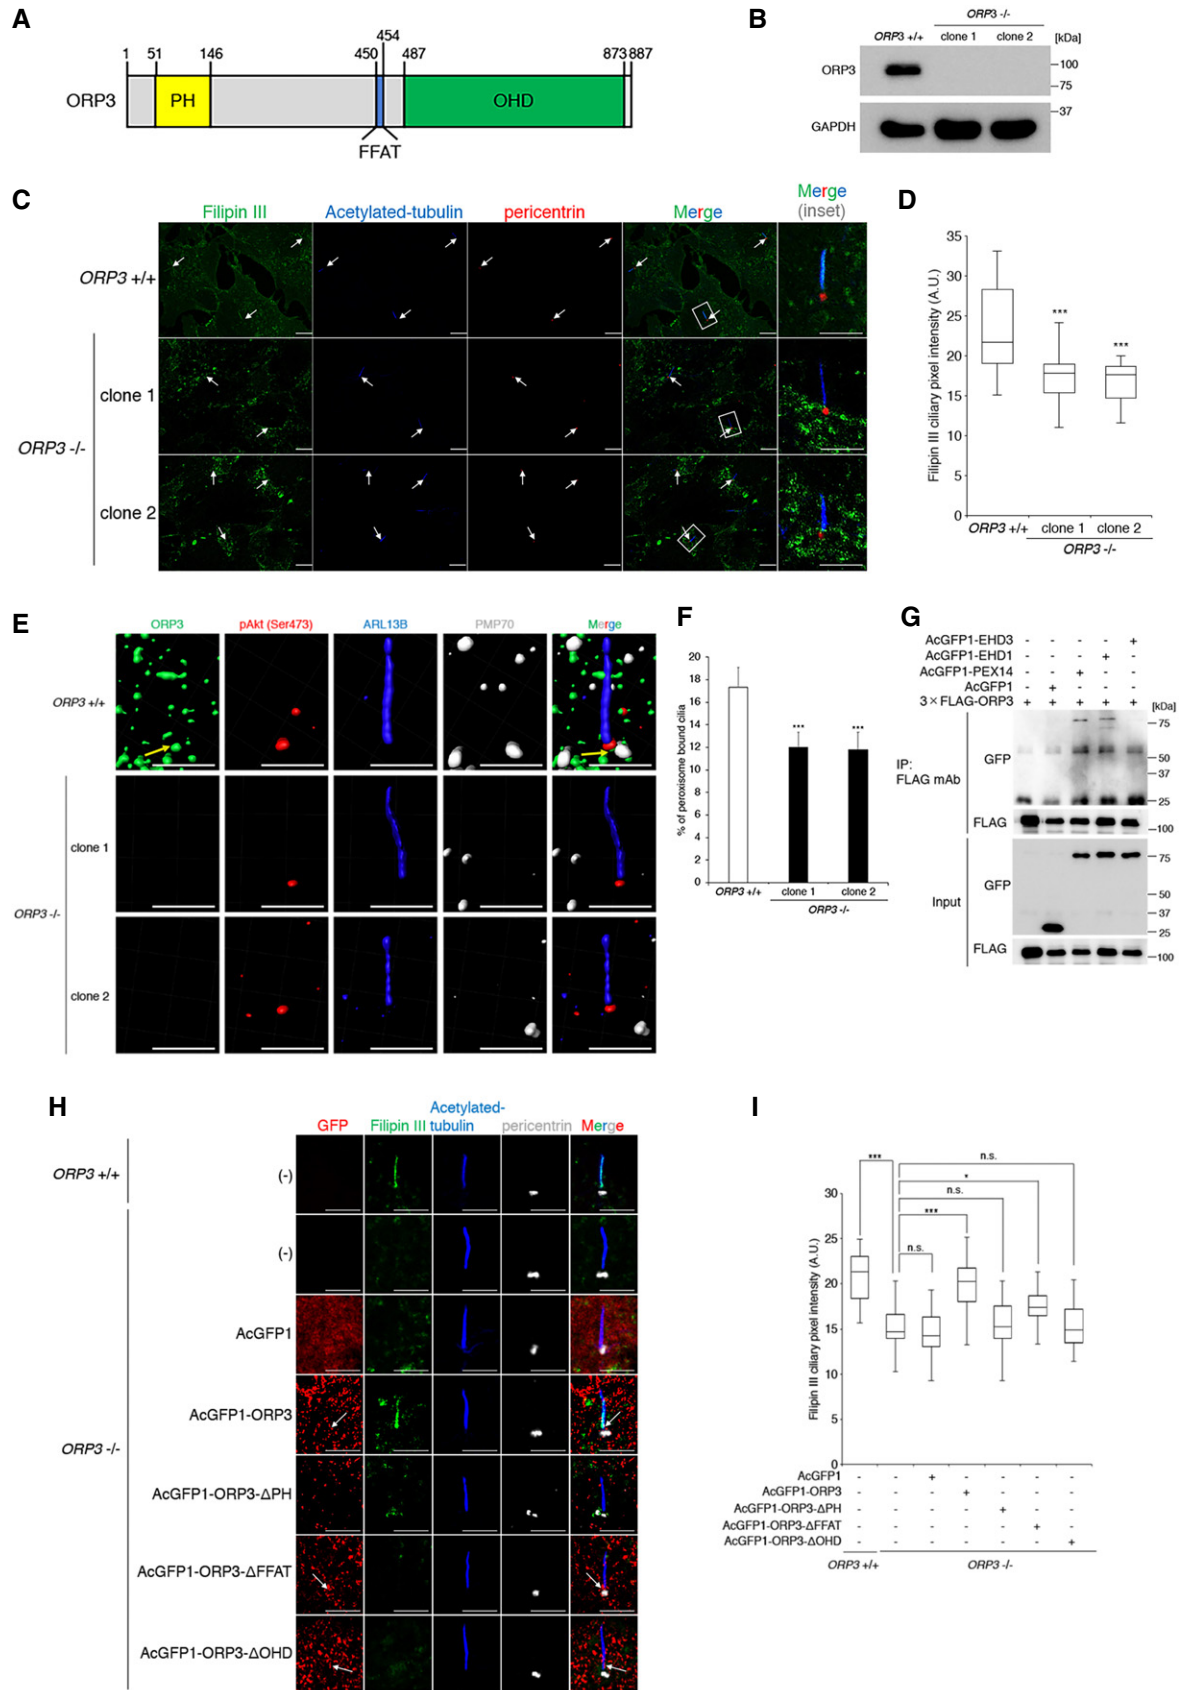 A
1 51 146 450 454 487 873 887
ORP3 PH OHD
FFAT
B
ORP3 -/-
ORP3 +/+ clone 1 clone 2 [kDa]
ORP3
100
75
37
GAPDH
C
Filipin III Acetylated-tubulin pericentrin Merge Merge
(inset)
ORP3 +/+
clone 1
ORP3 -/-
clone 2
D
Filipin III ciliary pixel intensity (A.U.)
35
30
25
20
15
10
5
0
***
***
ORP3 +/+ clone 1 clone 2
ORP3 -/-
E
ORP3 pAkt (Ser473) ARL13B PMP70 Merge
ORP3 +/+
clone 1
ORP3 -/-
clone 2
F
% of peroxisome bound cilia
20
18
16
14
12
10
8
6
4
2
0
*** ***
ORP3 +/+ clone 1 clone 2
ORP3 -/-
G
AcGFP1-EHD3 - - - - +
AcGFP1-EHD1 - - - + -
AcGFP1-PEX14 - - + - -
AcGFP1 - + - - -
3×FLAG-ORP3 + + + + + [kDa]
IP:
FLAG mAb
GFP
75
50
37
25
FLAG
100
Input
GFP
75
50
37
25
FLAG
100
H
GFP Filipin III Acetylated-tubulin pericentrin Merge
ORP3 +/+ (-)
(-)
AcGFP1
AcGFP1-ORP3
ORP3 -/-
AcGFP1-ORP3-ΔPH
AcGFP1-ORP3-ΔFFAT
AcGFP1-ORP3-ΔOHD
I
Filipin III ciliary pixel intensity (A.U.)
30
25
20
15
10
5
0
n.s.
***
*
n.s.
***
n.s.
AcGFP1 - - + - - - -
AcGFP1-ORP3 - - - + - - -
AcGFP1-ORP3-ΔPH - - - - + - -
AcGFP1-ORP3-ΔFFAT - - - - - + -
AcGFP1-ORP3-ΔOHD - - - - - - +
ORP3 +/+ ORP3 -/-